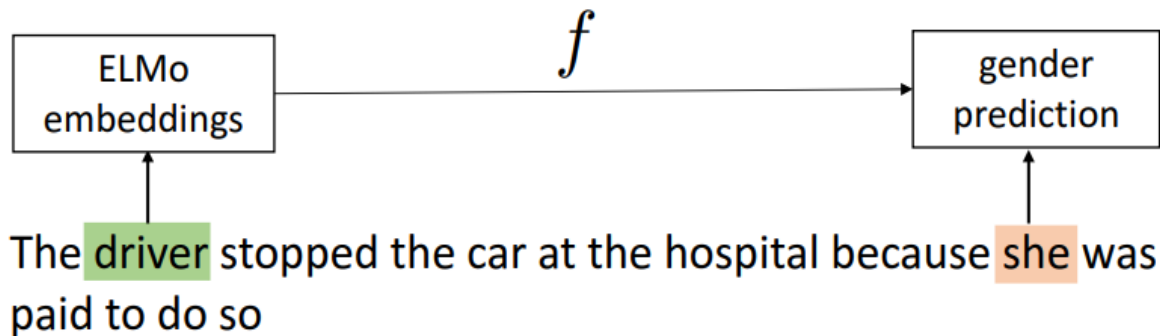 ELMo
embeddings
f
gender
prediction
The driver stopped the car at the hospital because she was
paid to do so